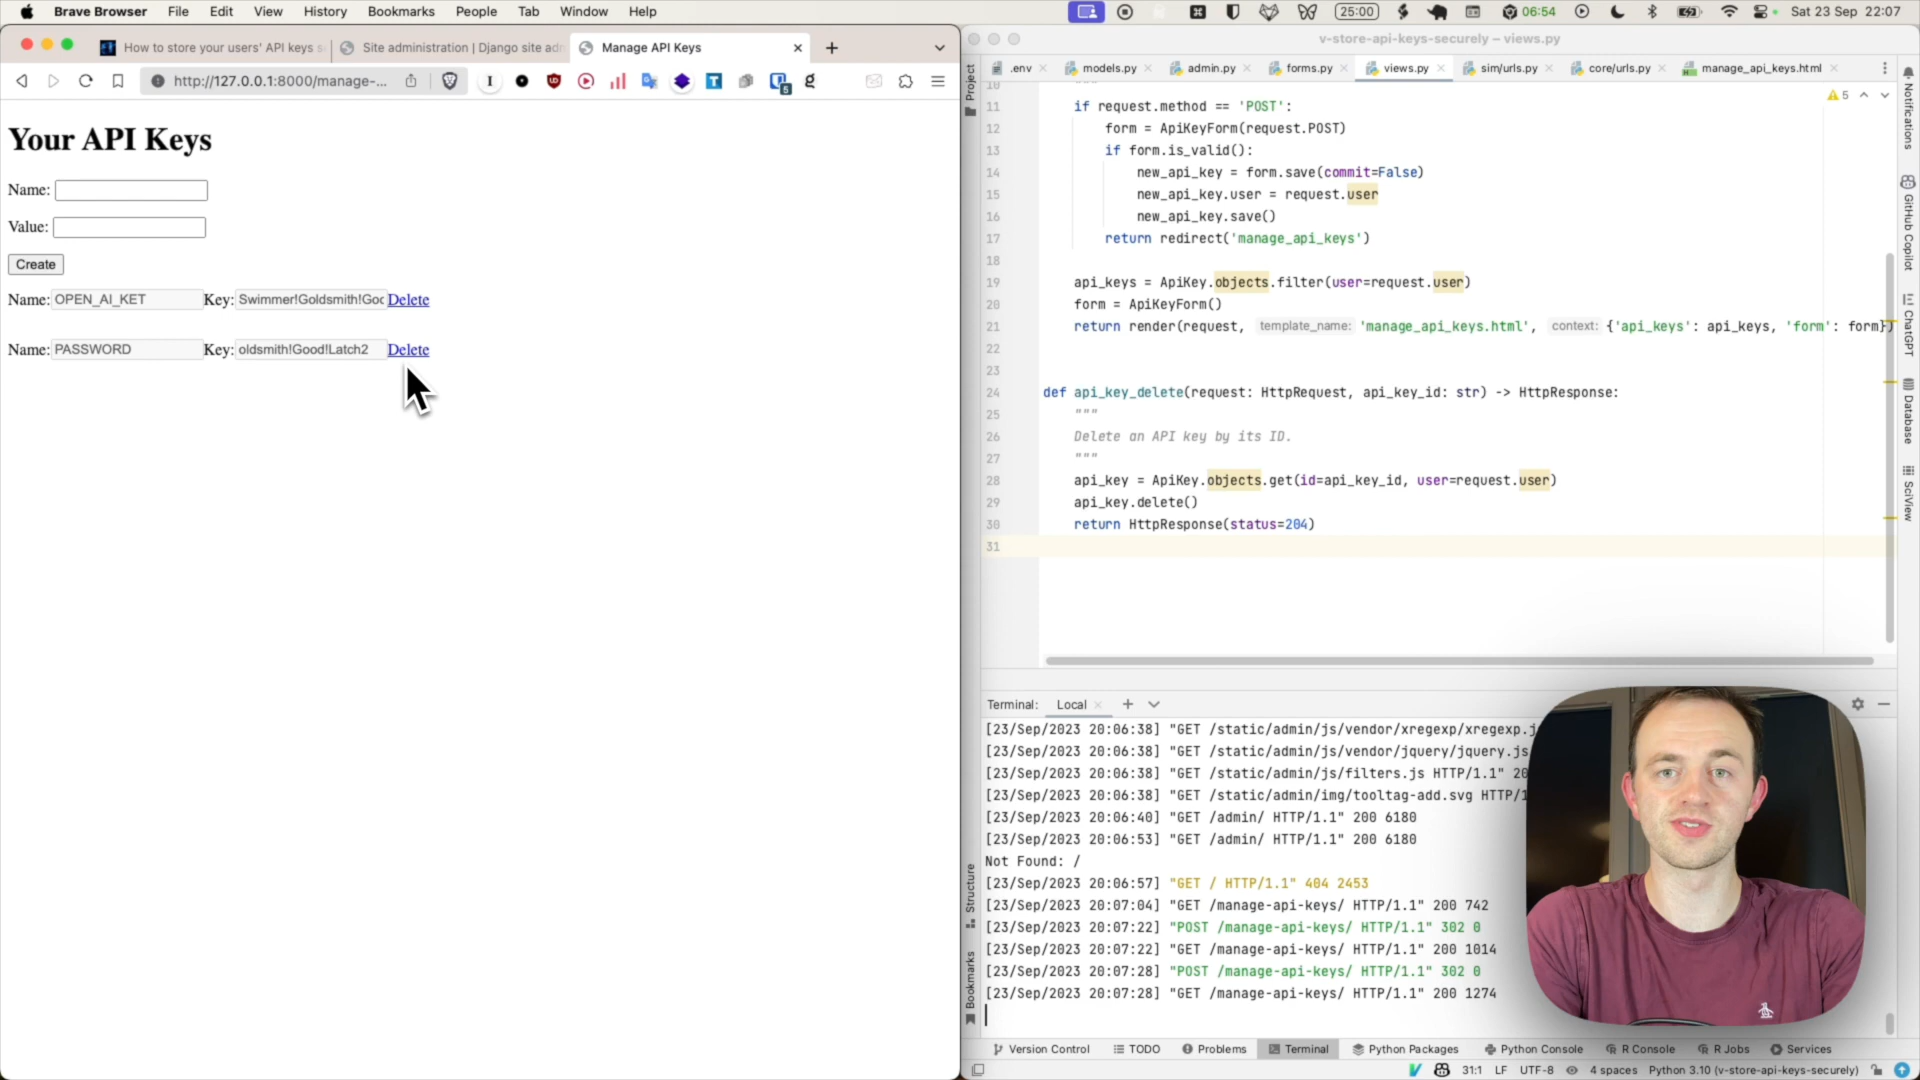 Brave Browser File Edit View History Bookmarks People Tab Window Help
25:00 06:54 Sat 23 Sep 22:07
How to store your users' API keys s
Site administration | Django site adm
Manage API Keys
http://127.0.0.1:8000/manage-...
Your API Keys
Name:
Value:
Create
Name: OPEN_AI_KET Key: Swimmer!Goldsmith!Goo Delete
Name: PASSWORD Key: oldsmith!Good!Latch2 Delete
v-store-api-keys-securely – views.py
.env models.py admin.py forms.py views.py sim/urls.py core/urls.py manage_api_keys.html
5
10
11 if request.method == 'POST':
12 form = ApiKeyForm(request.POST)
13 if form.is_valid():
14 new_api_key = form.save(commit=False)
15 new_api_key.user = request.user
16 new_api_key.save()
17 return redirect('manage_api_keys')
18
19 api_keys = ApiKey.objects.filter(user=request.user)
20 form = ApiKeyForm()
21 return render(request, template_name: 'manage_api_keys.html', context: {'api_keys': api_keys, 'form': form})
22
23
24 def api_key_delete(request: HttpRequest, api_key_id: str) -> HttpResponse:
25 """
26 Delete an API key by its ID.
27 """
28 api_key = ApiKey.objects.get(id=api_key_id, user=request.user)
29 api_key.delete()
30 return HttpResponse(status=204)
31
Project
Structure
Bookmarks
Notifications
GitHub Copilot
ChatGPT
Database
SciView
Terminal: Local
[23/Sep/2023 20:06:38] "GET /static/admin/js/vendor/xregexp/xregexp.j
[23/Sep/2023 20:06:38] "GET /static/admin/js/vendor/jquery/jquery.js
[23/Sep/2023 20:06:38] "GET /static/admin/js/filters.js HTTP/1.1" 20
[23/Sep/2023 20:06:38] "GET /static/admin/img/tooltag-add.svg HTTP/1
[23/Sep/2023 20:06:40] "GET /admin/ HTTP/1.1" 200 6180
[23/Sep/2023 20:06:53] "GET /admin/ HTTP/1.1" 200 6180
Not Found: /
[23/Sep/2023 20:06:57] "GET / HTTP/1.1" 404 2453
[23/Sep/2023 20:07:04] "GET /manage-api-keys/ HTTP/1.1" 200 742
[23/Sep/2023 20:07:22] "POST /manage-api-keys/ HTTP/1.1" 302 0
[23/Sep/2023 20:07:22] "GET /manage-api-keys/ HTTP/1.1" 200 1014
[23/Sep/2023 20:07:28] "POST /manage-api-keys/ HTTP/1.1" 302 0
[23/Sep/2023 20:07:28] "GET /manage-api-keys/ HTTP/1.1" 200 1274
Version Control TODO Problems Terminal Python Packages Python Console R Console R Jobs Services
31:1 LF UTF-8 4 spaces Python 3.10 (v-store-api-keys-securely)